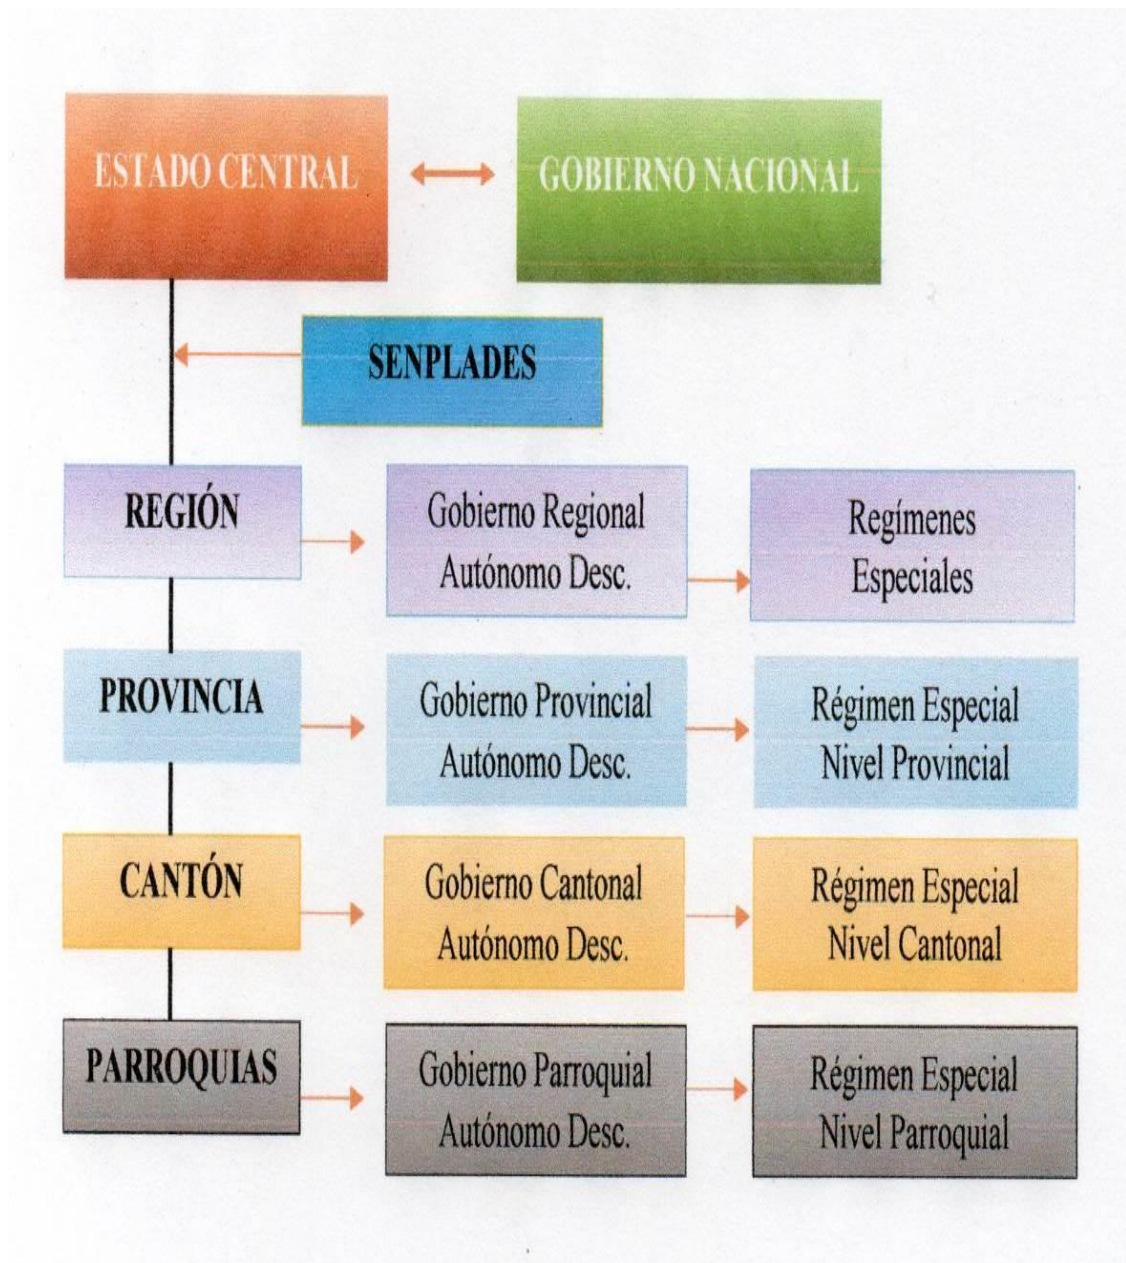 ESTADO CENTRAL
GOBIERNO NACIONAL
SENPLADES
REGIÓN
Gobierno Regional
Autónomo Desc.
Regímenes
Especiales
PROVINCIA
Gobierno Provincial
Autónomo Desc.
Régimen Especial
Nivel Provincial
CANTÓN
Gobierno Cantonal
Autónomo Desc.
Régimen Especial
Nivel Cantonal
PARROQUIAS
Gobierno Parroquial
Autónomo Desc.
Régimen Especial
Nivel Parroquial